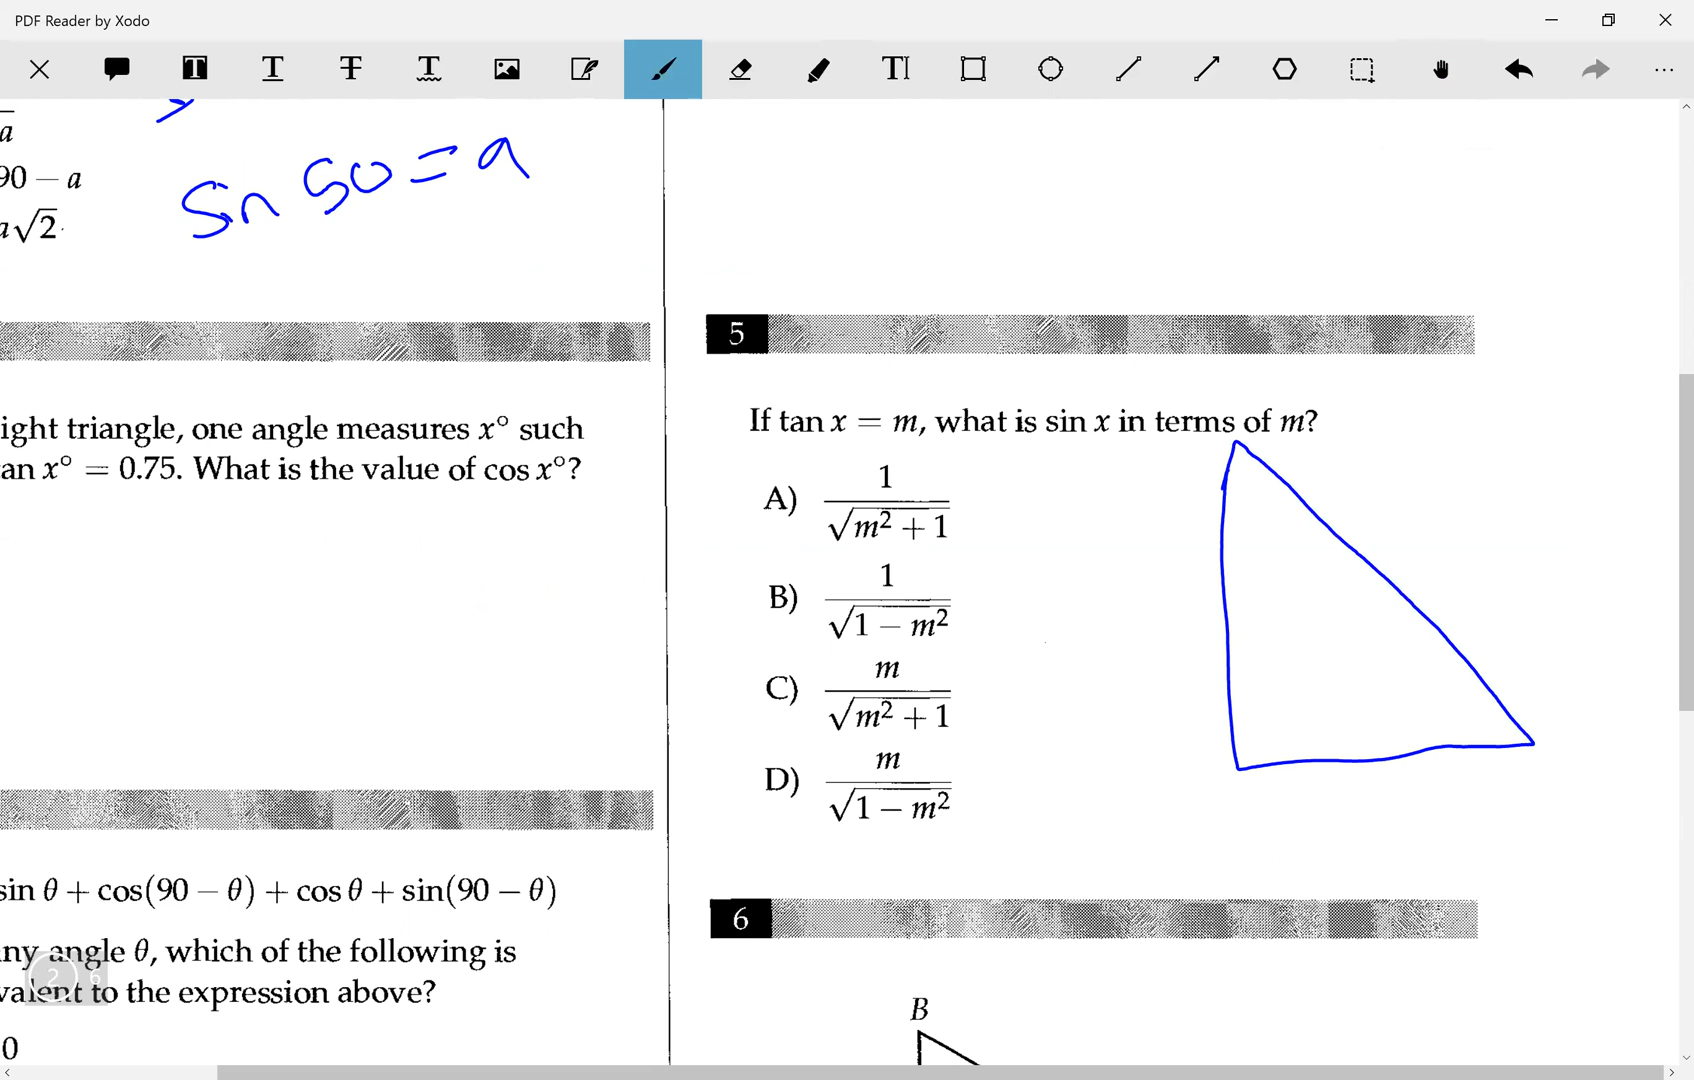 PDF Reader by Xodo
a
90 − a
a√2
sin 50 = a
ight triangle, one angle measures x° such
an x° = 0.75. What is the value of cos x°?
sin θ + cos(90 − θ) + cos θ + sin(90 − θ)
ny angle θ, which of the following is
valent to the expression above?
0
2 6
5
If tan x = m, what is sin x in terms of m?
A) 1/√(m² + 1)
B) 1/√(1 − m²)
C) m/√(m² + 1)
D) m/√(1 − m²)
6
B